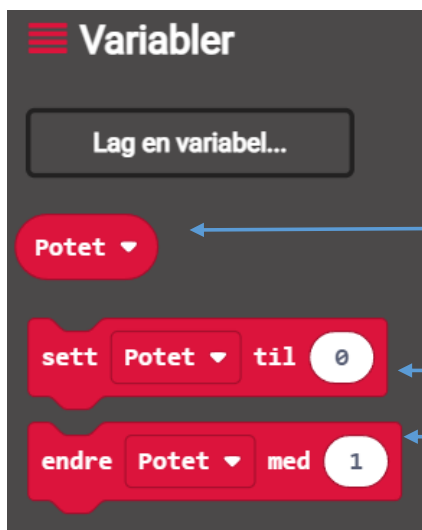 Variabler
Lag en variabel...
Potet
sett Potet til 0
endre Potet med 1